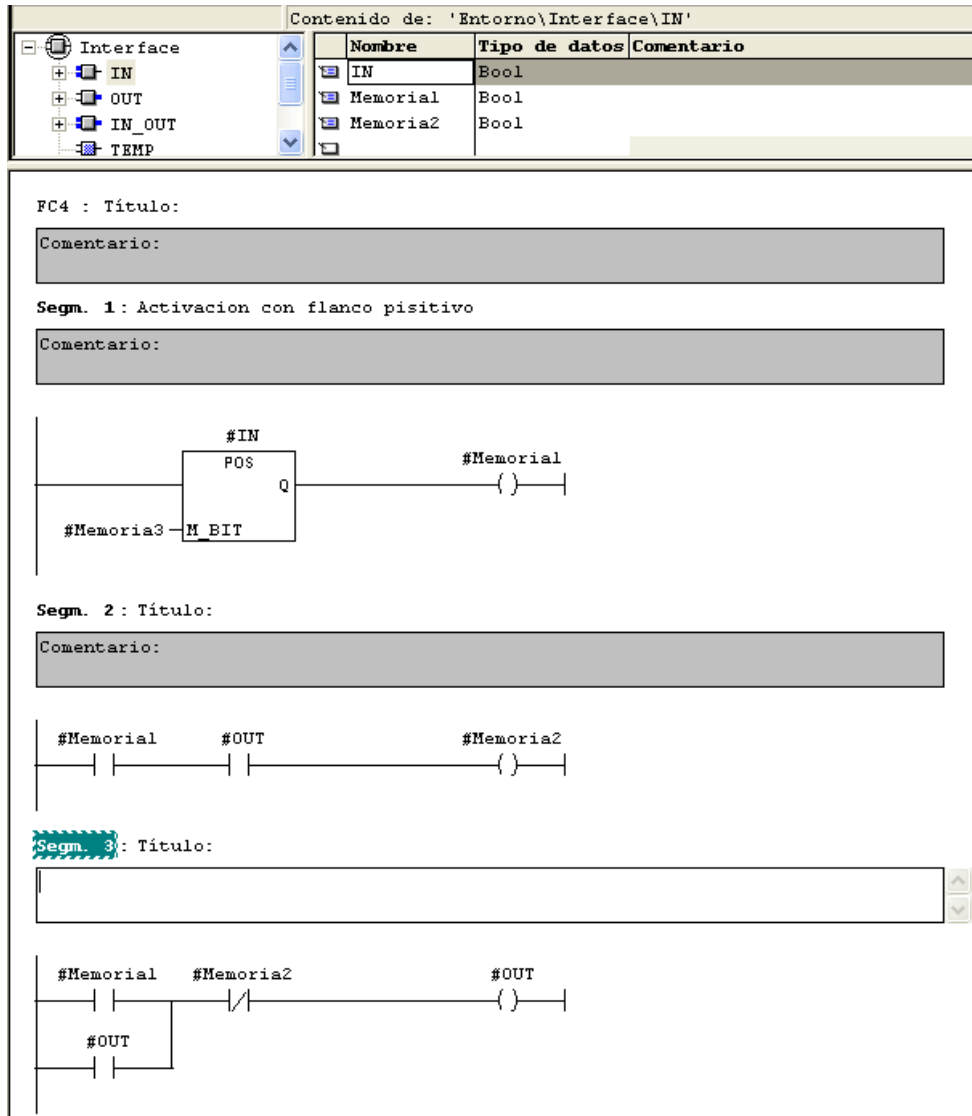 Contenido de: 'Entorno\Interface\IN'
Interface
IN
OUT
IN_OUT
TEMP
Nombre Tipo de datos Comentario
IN Bool
Memoria1 Bool
Memoria2 Bool
FC4 : Título:
Comentario:
Segm. 1: Activacion con flanco pisitivo
Comentario:
#IN
POS
#Memoria1
Q
#Memoria3 M_BIT
Segm. 2: Título:
Comentario:
#Memoria1 #OUT #Memoria2
Segm. 3: Título:
#Memoria1 #Memoria2 #OUT
#OUT